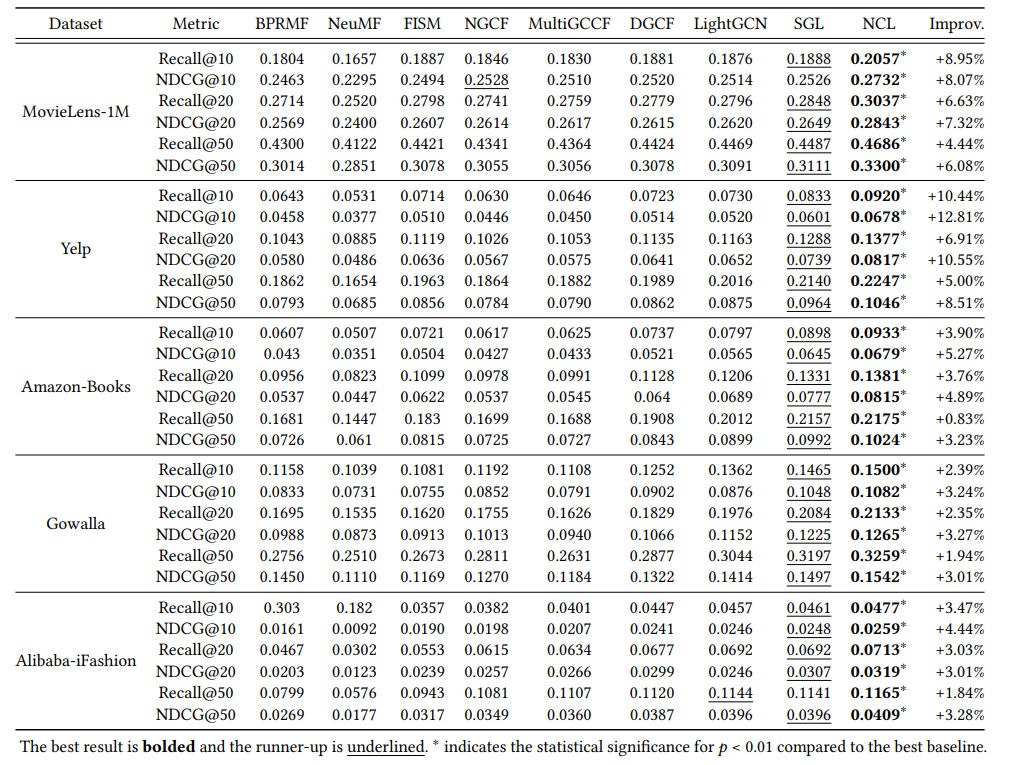 Dataset Metric BPRMF NeuMF FISM NGCF MultiGCCF DGCF LightGCN SGL NCL Improv.
MovieLens-1M
Recall@10 0.1804 0.1657 0.1887 0.1846 0.1830 0.1881 0.1876 0.1888 0.2057* +8.95%
NDCG@10 0.2463 0.2295 0.2494 0.2528 0.2510 0.2520 0.2514 0.2526 0.2732* +8.07%
Recall@20 0.2714 0.2520 0.2798 0.2741 0.2759 0.2779 0.2796 0.2848 0.3037* +6.63%
NDCG@20 0.2569 0.2400 0.2607 0.2614 0.2617 0.2615 0.2620 0.2649 0.2843* +7.32%
Recall@50 0.4300 0.4122 0.4421 0.4341 0.4364 0.4424 0.4469 0.4487 0.4686* +4.44%
NDCG@50 0.3014 0.2851 0.3078 0.3055 0.3056 0.3078 0.3091 0.3111 0.3300* +6.08%
Yelp
Recall@10 0.0643 0.0531 0.0714 0.0630 0.0646 0.0723 0.0730 0.0833 0.0920* +10.44%
NDCG@10 0.0458 0.0377 0.0510 0.0446 0.0450 0.0514 0.0520 0.0601 0.0678* +12.81%
Recall@20 0.1043 0.0885 0.1119 0.1026 0.1053 0.1135 0.1163 0.1288 0.1377* +6.91%
NDCG@20 0.0580 0.0486 0.0636 0.0567 0.0575 0.0641 0.0652 0.0739 0.0817* +10.55%
Recall@50 0.1862 0.1654 0.1963 0.1864 0.1882 0.1989 0.2016 0.2140 0.2247* +5.00%
NDCG@50 0.0793 0.0685 0.0856 0.0784 0.0790 0.0862 0.0875 0.0964 0.1046* +8.51%
Amazon-Books
Recall@10 0.0607 0.0507 0.0721 0.0617 0.0625 0.0737 0.0797 0.0898 0.0933* +3.90%
NDCG@10 0.043 0.0351 0.0504 0.0427 0.0433 0.0521 0.0565 0.0645 0.0679* +5.27%
Recall@20 0.0956 0.0823 0.1099 0.0978 0.0991 0.1128 0.1206 0.1331 0.1381* +3.76%
NDCG@20 0.0537 0.0447 0.0622 0.0537 0.0545 0.064 0.0689 0.0777 0.0815* +4.89%
Recall@50 0.1681 0.1447 0.183 0.1699 0.1688 0.1908 0.2012 0.2157 0.2175* +0.83%
NDCG@50 0.0726 0.061 0.0815 0.0725 0.0727 0.0843 0.0899 0.0992 0.1024* +3.23%
Gowalla
Recall@10 0.1158 0.1039 0.1081 0.1192 0.1108 0.1252 0.1362 0.1465 0.1500* +2.39%
NDCG@10 0.0833 0.0731 0.0755 0.0852 0.0791 0.0902 0.0876 0.1048 0.1082* +3.24%
Recall@20 0.1695 0.1535 0.1620 0.1755 0.1626 0.1829 0.1976 0.2084 0.2133* +2.35%
NDCG@20 0.0988 0.0873 0.0913 0.1013 0.0940 0.1066 0.1152 0.1225 0.1265* +3.27%
Recall@50 0.2756 0.2510 0.2673 0.2811 0.2631 0.2877 0.3044 0.3197 0.3259* +1.94%
NDCG@50 0.1450 0.1110 0.1169 0.1270 0.1184 0.1322 0.1414 0.1497 0.1542* +3.01%
Alibaba-iFashion
Recall@10 0.303 0.182 0.0357 0.0382 0.0401 0.0447 0.0457 0.0461 0.0477* +3.47%
NDCG@10 0.0161 0.0092 0.0190 0.0198 0.0207 0.0241 0.0246 0.0248 0.0259* +4.44%
Recall@20 0.0467 0.0302 0.0553 0.0615 0.0634 0.0677 0.0692 0.0692 0.0713* +3.03%
NDCG@20 0.0203 0.0123 0.0239 0.0257 0.0266 0.0299 0.0246 0.0307 0.0319* +3.01%
Recall@50 0.0799 0.0576 0.0943 0.1081 0.1107 0.1120 0.1144 0.1141 0.1165* +1.84%
NDCG@50 0.0269 0.0177 0.0317 0.0349 0.0360 0.0387 0.0396 0.0396 0.0409* +3.28%
The best result is bolded and the runner-up is underlined. * indicates the statistical significance for p < 0.01 compared to the best baseline.